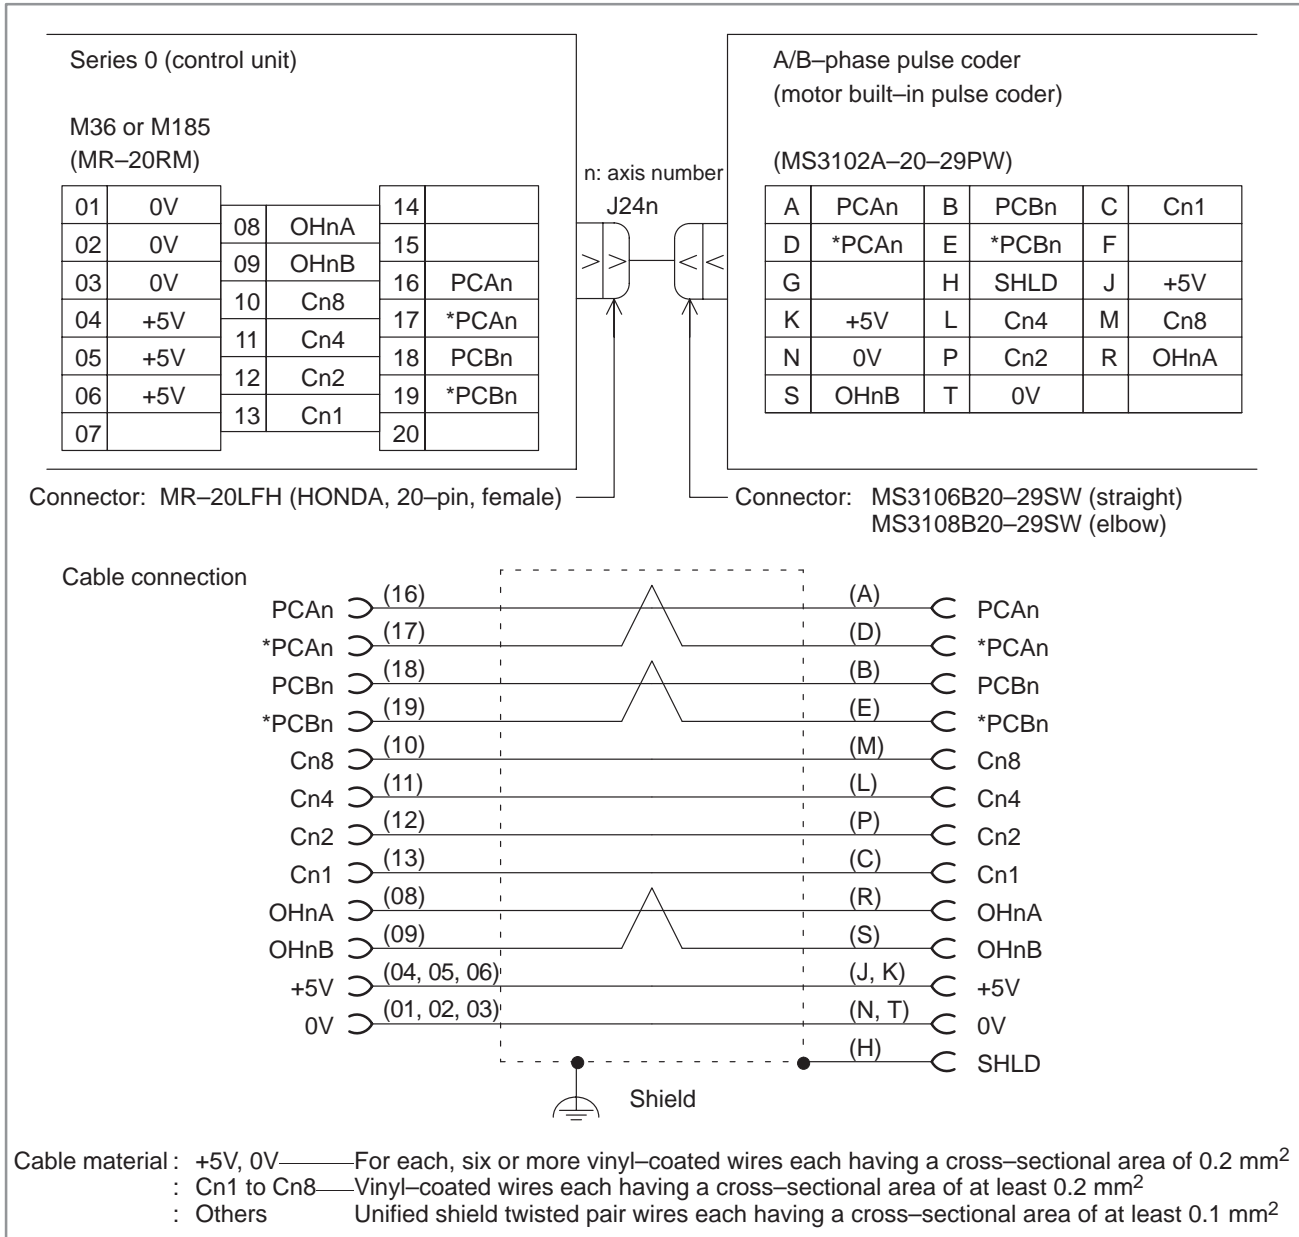 Series 0 (control unit)
M36 or M185
(MR–20RM)
01 0V
02 0V
03 0V
04 +5V
05 +5V
06 +5V
07
08 OHnA
09 OHnB
10 Cn8
11 Cn4
12 Cn2
13 Cn1
14
15
16 PCAn
17 *PCAn
18 PCBn
19 *PCBn
20
n: axis number
J24n
A/B–phase pulse coder
(motor built–in pulse coder)
(MS3102A–20–29PW)
A PCAn B PCBn C Cn1
D *PCAn E *PCBn F
G H SHLD J +5V
K +5V L Cn4 M Cn8
N 0V P Cn2 R OHnA
S OHnB T 0V
Connector: MR–20LFH (HONDA, 20–pin, female)
Connector: MS3106B20–29SW (straight)
MS3108B20–29SW (elbow)
Cable connection
PCAn (16) (A) PCAn
*PCAn (17) (D) *PCAn
PCBn (18) (B) PCBn
*PCBn (19) (E) *PCBn
Cn8 (10) (M) Cn8
Cn4 (11) (L) Cn4
Cn2 (12) (P) Cn2
Cn1 (13) (C) Cn1
OHnA (08) (R) OHnA
OHnB (09) (S) OHnB
+5V (04, 05, 06) (J, K) +5V
0V (01, 02, 03) (N, T) 0V
(H) SHLD
Shield
Cable material : +5V, 0V For each, six or more vinyl–coated wires each having a cross–sectional area of 0.2 mm²
: Cn1 to Cn8 Vinyl–coated wires each having a cross–sectional area of at least 0.2 mm²
: Others Unified shield twisted pair wires each having a cross–sectional area of at least 0.1 mm²